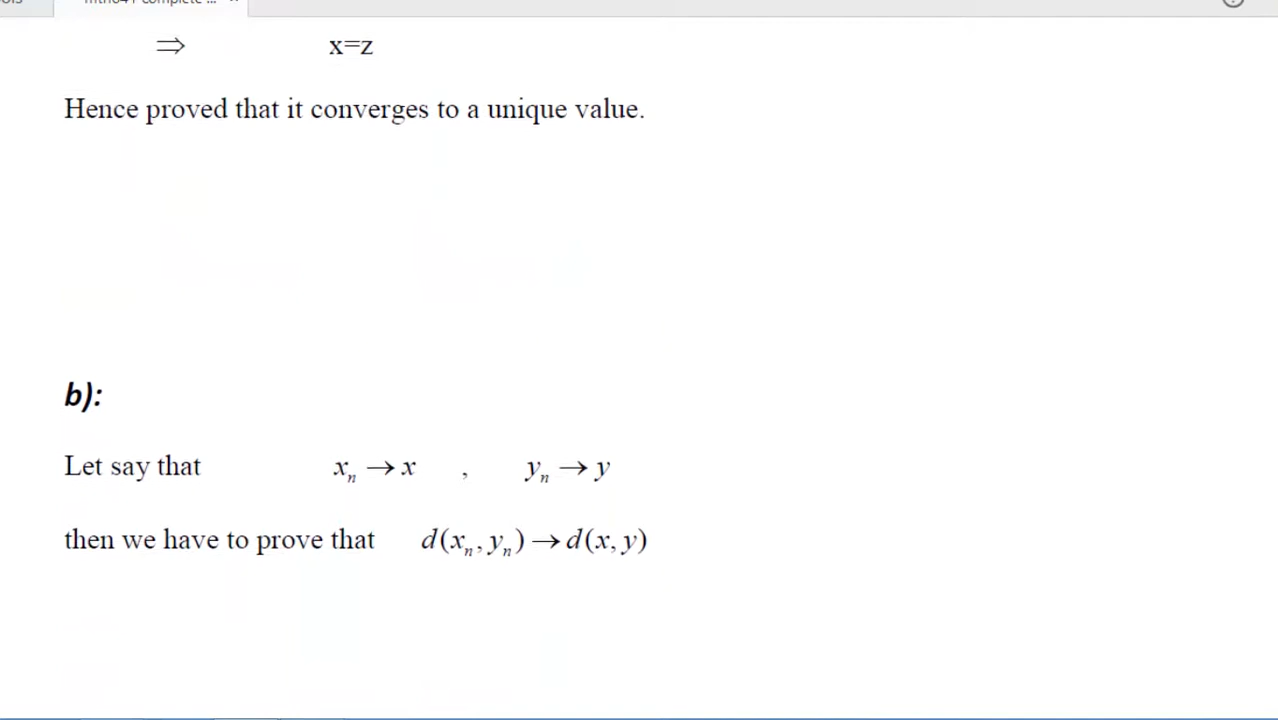 ⇒ x=z
Hence proved that it converges to a unique value.
b):
Let say that xₙ → x , yₙ → y
then we have to prove that d(xₙ, yₙ) → d(x, y)